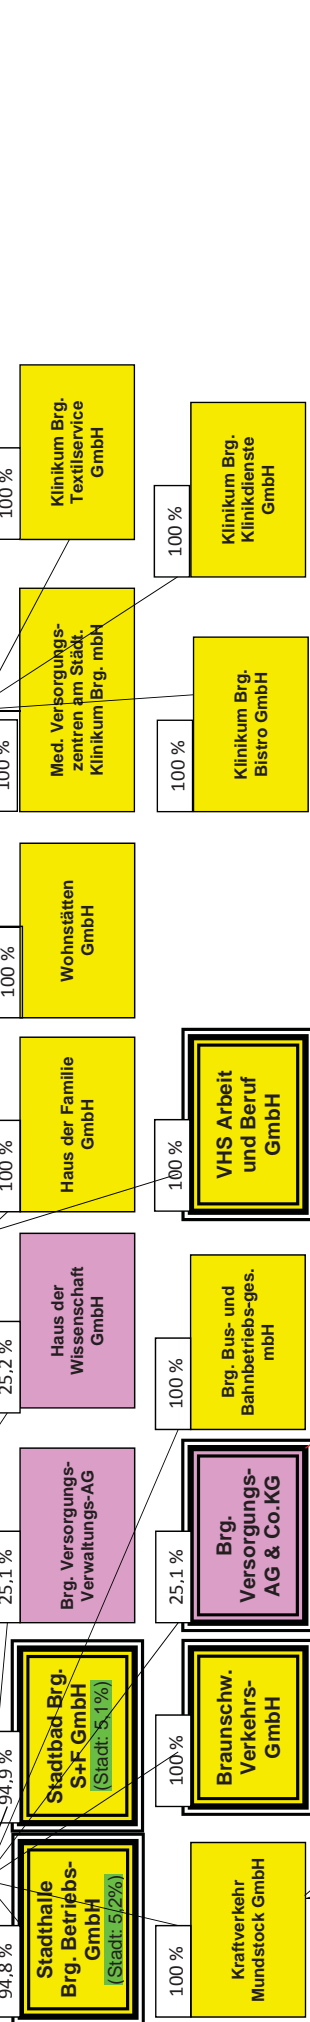 94,8 %
Stadthalle
Brg. Betriebs-
GmbH
(Stadt: 5,2%)
94,9 %
Stadtbad Brg.
S+F GmbH
(Stadt: 5,1%)
25,1 %
Brg. Versorgungs-
Verwaltungs-AG
25,2 %
Haus der
Wissenschaft
GmbH
100 %
Haus der Familie
GmbH
100 %
Wohnstätten
GmbH
100 %
Med. Versorgungs-
zentren am Städt.
Klinikum Brg. mbH
100 %
Klinikum Brg.
Textilservice
GmbH
100 %
Kraftverkehr
Mundstock GmbH
100 %
Braunschw.
Verkehrs-
GmbH
25,1 %
Brg.
Versorgungs-
AG & Co.KG
100 %
Brg. Bus- und
Bahnbetriebs-ges.
mbH
100 %
VHS Arbeit
und Beruf
GmbH
100 %
Klinikum Brg.
Bistro GmbH
100 %
Klinikum Brg.
Klinikdienste
GmbH